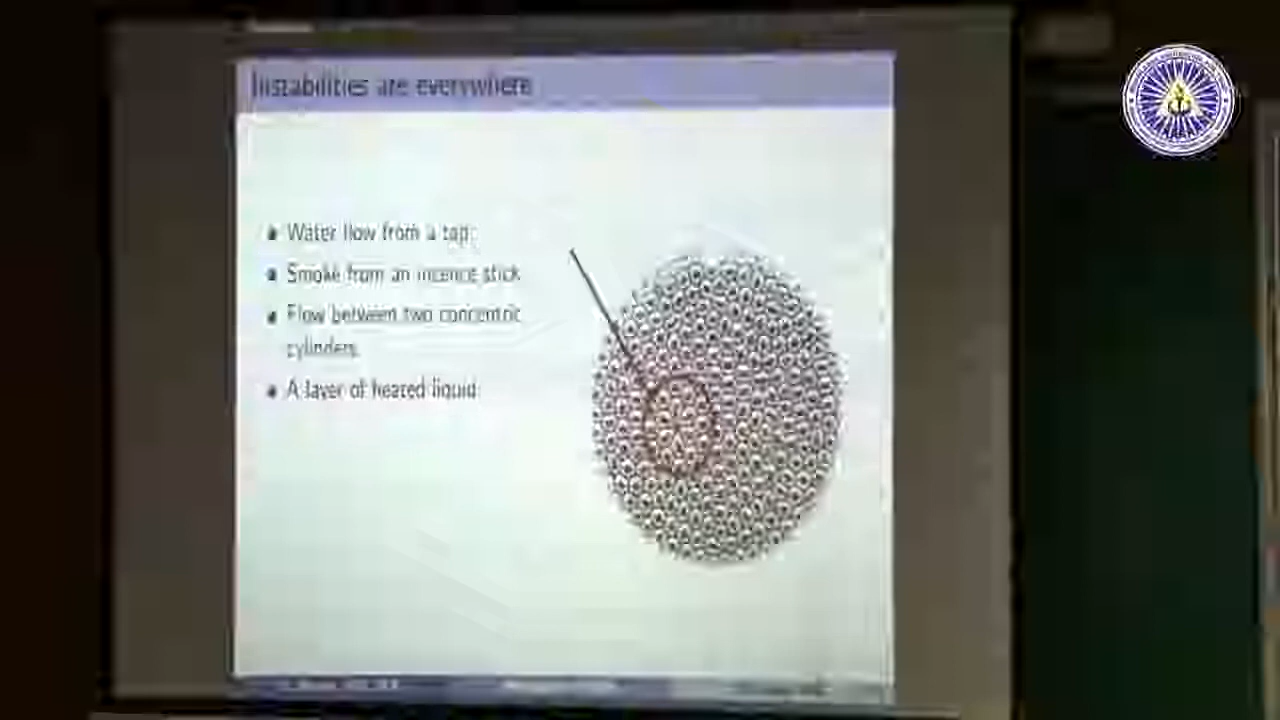 Instabilities are everywhere
Water flow from a tap.
Smoke from an incence stick
Flow between two concentric
cylinders.
A layer of heated liquid.